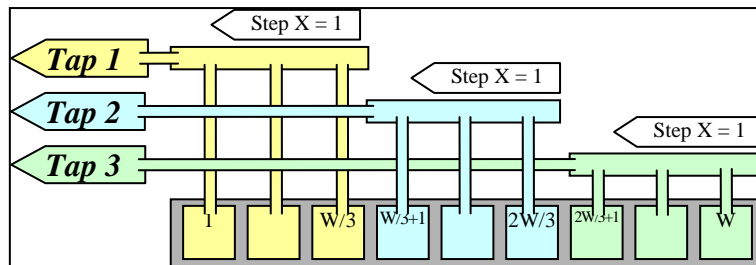 Step X = 1
Tap 1
Step X = 1
Tap 2
Step X = 1
Tap 3
1 W/3 W/3+1 2W/3 2W/3+1 W